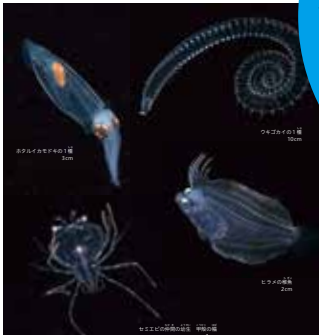 ウキゴカイの1種
10cm
ホタルイカモドキの1種
3cm
ヒラメの稚魚
2cm
セミエビの仲間の幼生 甲殻の幅